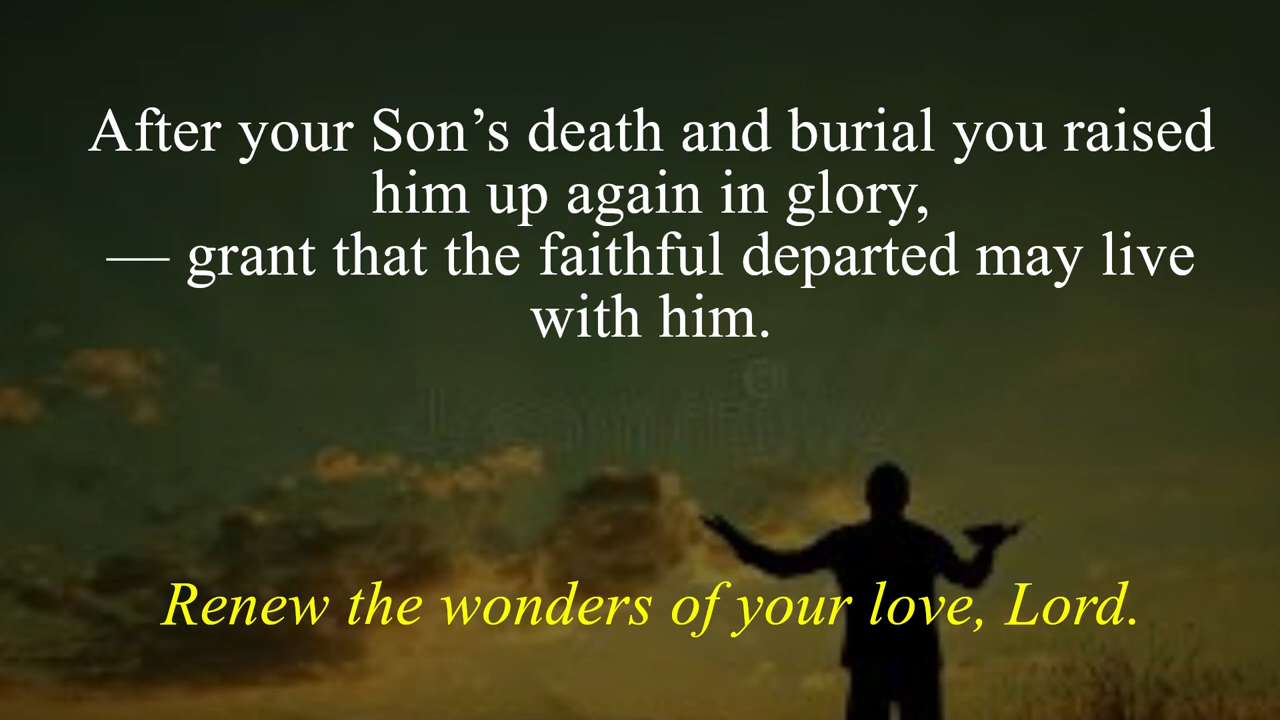 After your Son’s death and burial you raised
him up again in glory,
— grant that the faithful departed may live
with him.
Renew the wonders of your love, Lord.